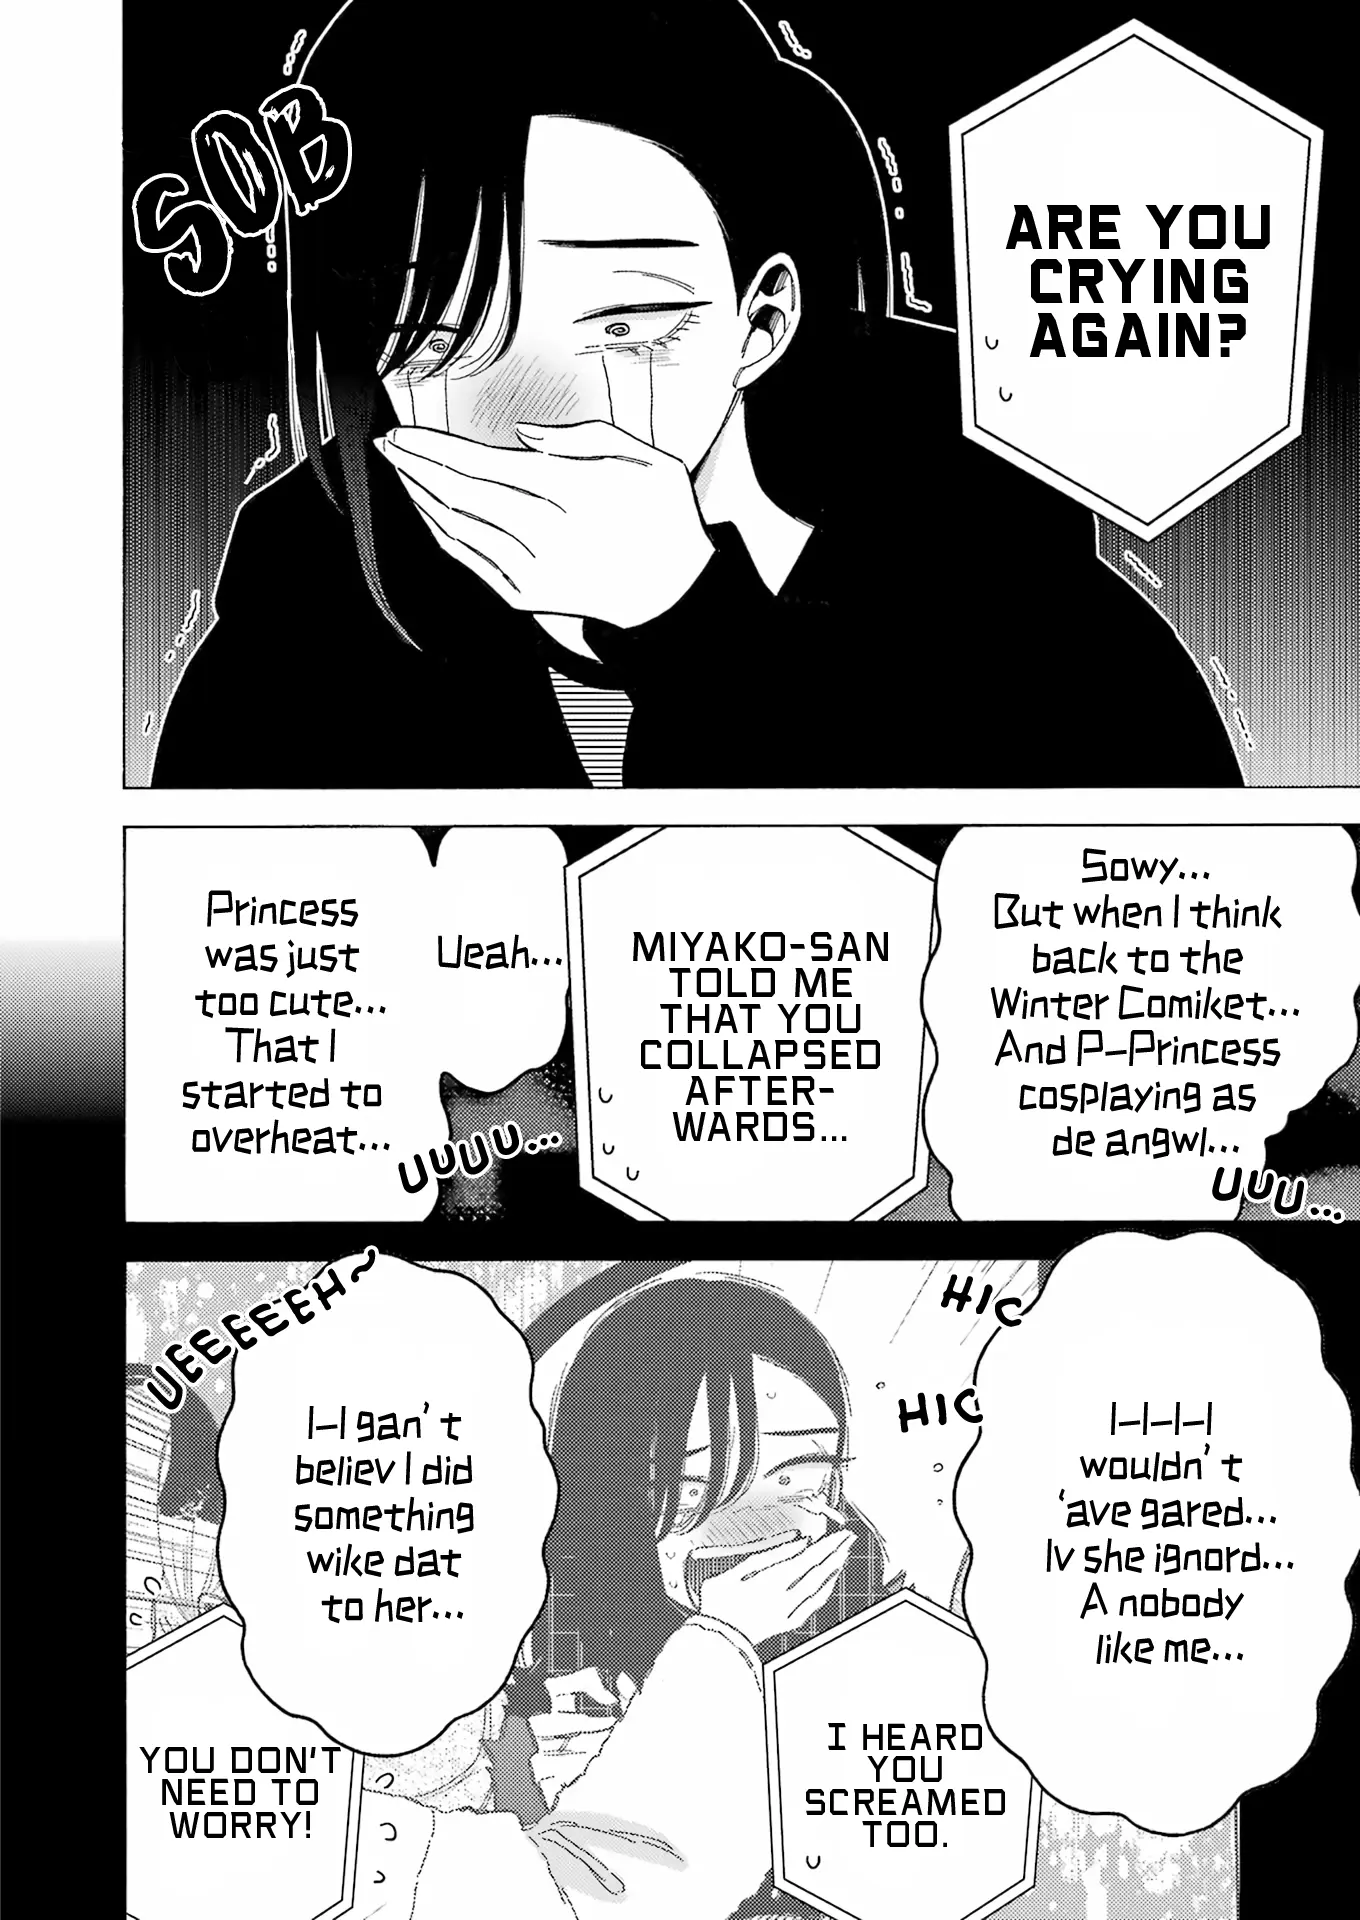 SOB
ARE YOU
CRYING
AGAIN?
Sowy...
But when I think
back to the
Winter Comiket...
And P-Princess
cosplaying as
de angwl...
UUU...
MIYAKO-SAN
TOLD ME
THAT YOU
COLLAPSED
AFTER-
WARDS...
Ueah...
Princess
was just
too cute...
That I
started to
overheat...
UUUU...
HIC
HIC
I-I-I-I
wouldn't
'ave gared...
Iv she ignord...
A nobody
like me...
I HEARD
YOU
SCREAMED
TOO.
UEEEEEH~
I-I gan't
believ I did
something
wike dat
to her...
YOU DON'T
NEED TO
WORRY!